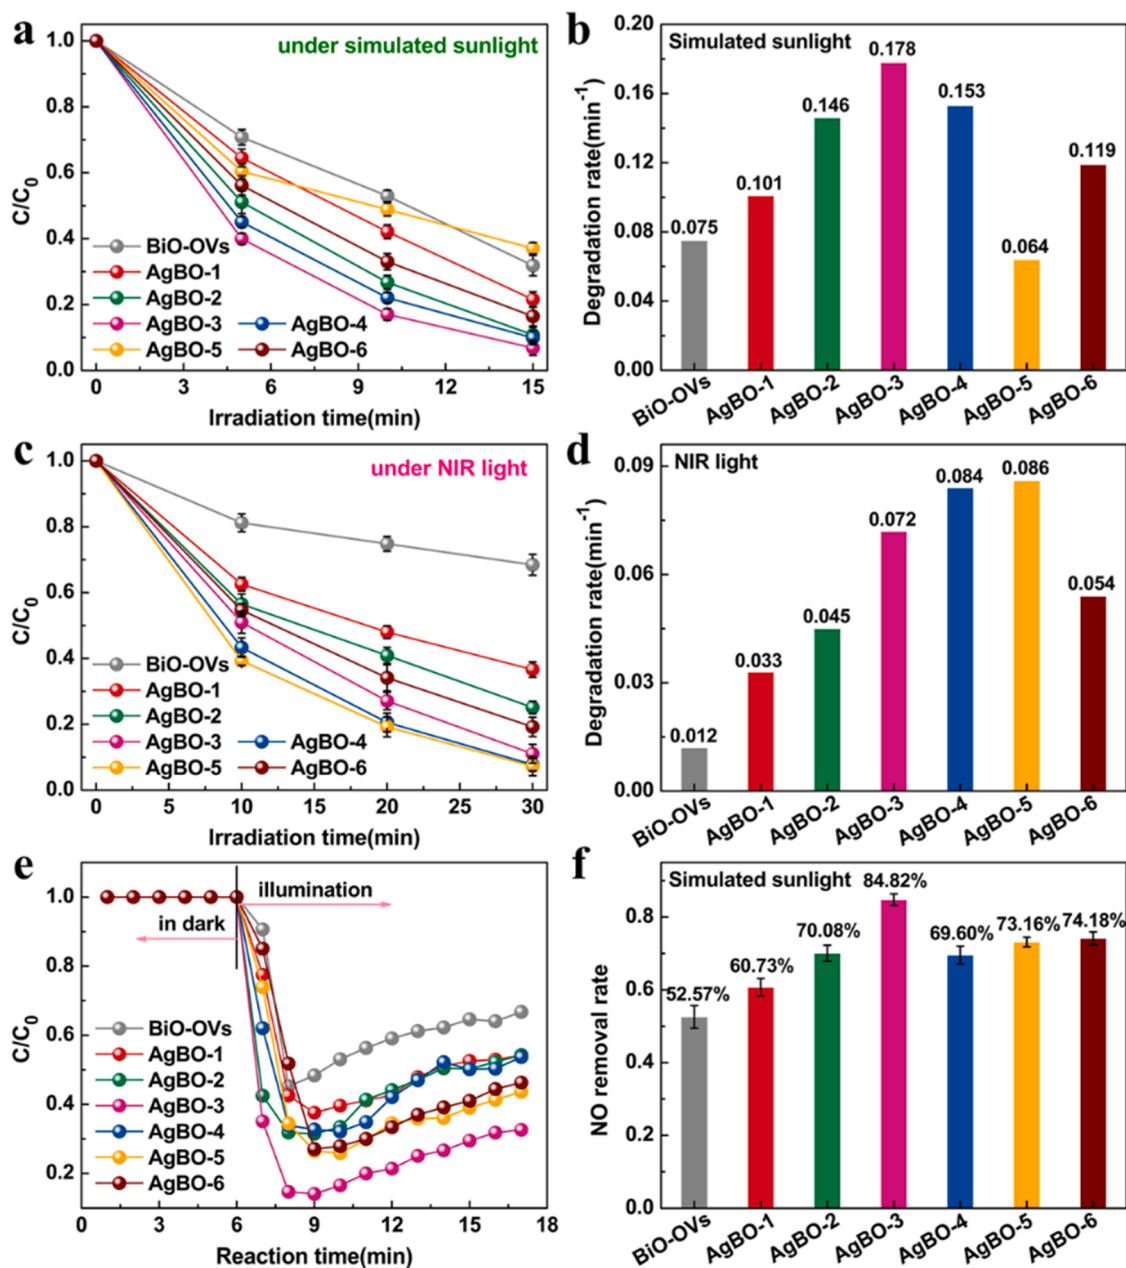 a
under simulated sunlight
1.0
0.8
0.6
0.4
0.2
0.0
C/C0
BiO-OVs
AgBO-1
AgBO-2
AgBO-3 AgBO-4
AgBO-5 AgBO-6
0 3 6 9 12 15
Irradiation time(min)
b
Simulated sunlight
0.20
0.16
0.12
0.08
0.04
0.00
Degradation rate(min-1)
0.075 0.101 0.146 0.178 0.153 0.064 0.119
BiO-OVs AgBO-1 AgBO-2 AgBO-3 AgBO-4 AgBO-5 AgBO-6
c
under NIR light
1.0
0.8
0.6
0.4
0.2
0.0
C/C0
BiO-OVs
AgBO-1
AgBO-2
AgBO-3 AgBO-4
AgBO-5 AgBO-6
0 5 10 15 20 25 30
Irradiation time(min)
d
NIR light
0.09
0.06
0.03
0.00
Degradation rate(min-1)
0.012 0.033 0.045 0.072 0.084 0.086 0.054
BiO-OVs AgBO-1 AgBO-2 AgBO-3 AgBO-4 AgBO-5 AgBO-6
e
illumination
in dark
1.0
0.8
0.6
0.4
0.2
C/C0
BiO-OVs
AgBO-1
AgBO-2
AgBO-3
AgBO-4
AgBO-5
AgBO-6
0 3 6 9 12 15 18
Reaction time(min)
f
Simulated sunlight
0.8
0.6
0.4
0.2
0.0
NO removal rate
52.57% 60.73% 70.08% 84.82% 69.60% 73.16% 74.18%
BiO-OVs AgBO-1 AgBO-2 AgBO-3 AgBO-4 AgBO-5 AgBO-6